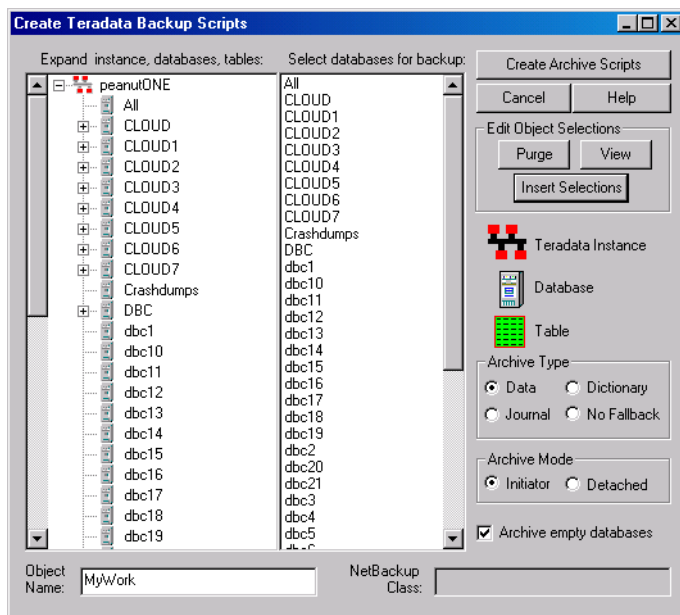 Create Teradata Backup Scripts
Expand instance, databases, tables:
peanutONE
All
CLOUD
CLOUD1
CLOUD2
CLOUD3
CLOUD4
CLOUD5
CLOUD6
CLOUD7
Crashdumps
DBC
dbc1
dbc10
dbc11
dbc12
dbc13
dbc14
dbc15
dbc16
dbc17
dbc18
dbc19
Select databases for backup:
All
CLOUD
CLOUD1
CLOUD2
CLOUD3
CLOUD4
CLOUD5
CLOUD6
CLOUD7
Crashdumps
DBC
dbc1
dbc10
dbc11
dbc12
dbc13
dbc14
dbc15
dbc16
dbc17
dbc18
dbc19
dbc2
dbc20
dbc21
dbc3
dbc4
dbc5
Create Archive Scripts
Cancel Help
Edit Object Selections
Purge View
Insert Selections
Teradata Instance
Database
Table
Archive Type
Data Dictionary
Journal No Fallback
Archive Mode
Initiator Detached
Archive empty databases
Object
Name: MyWork
NetBackup
Class: